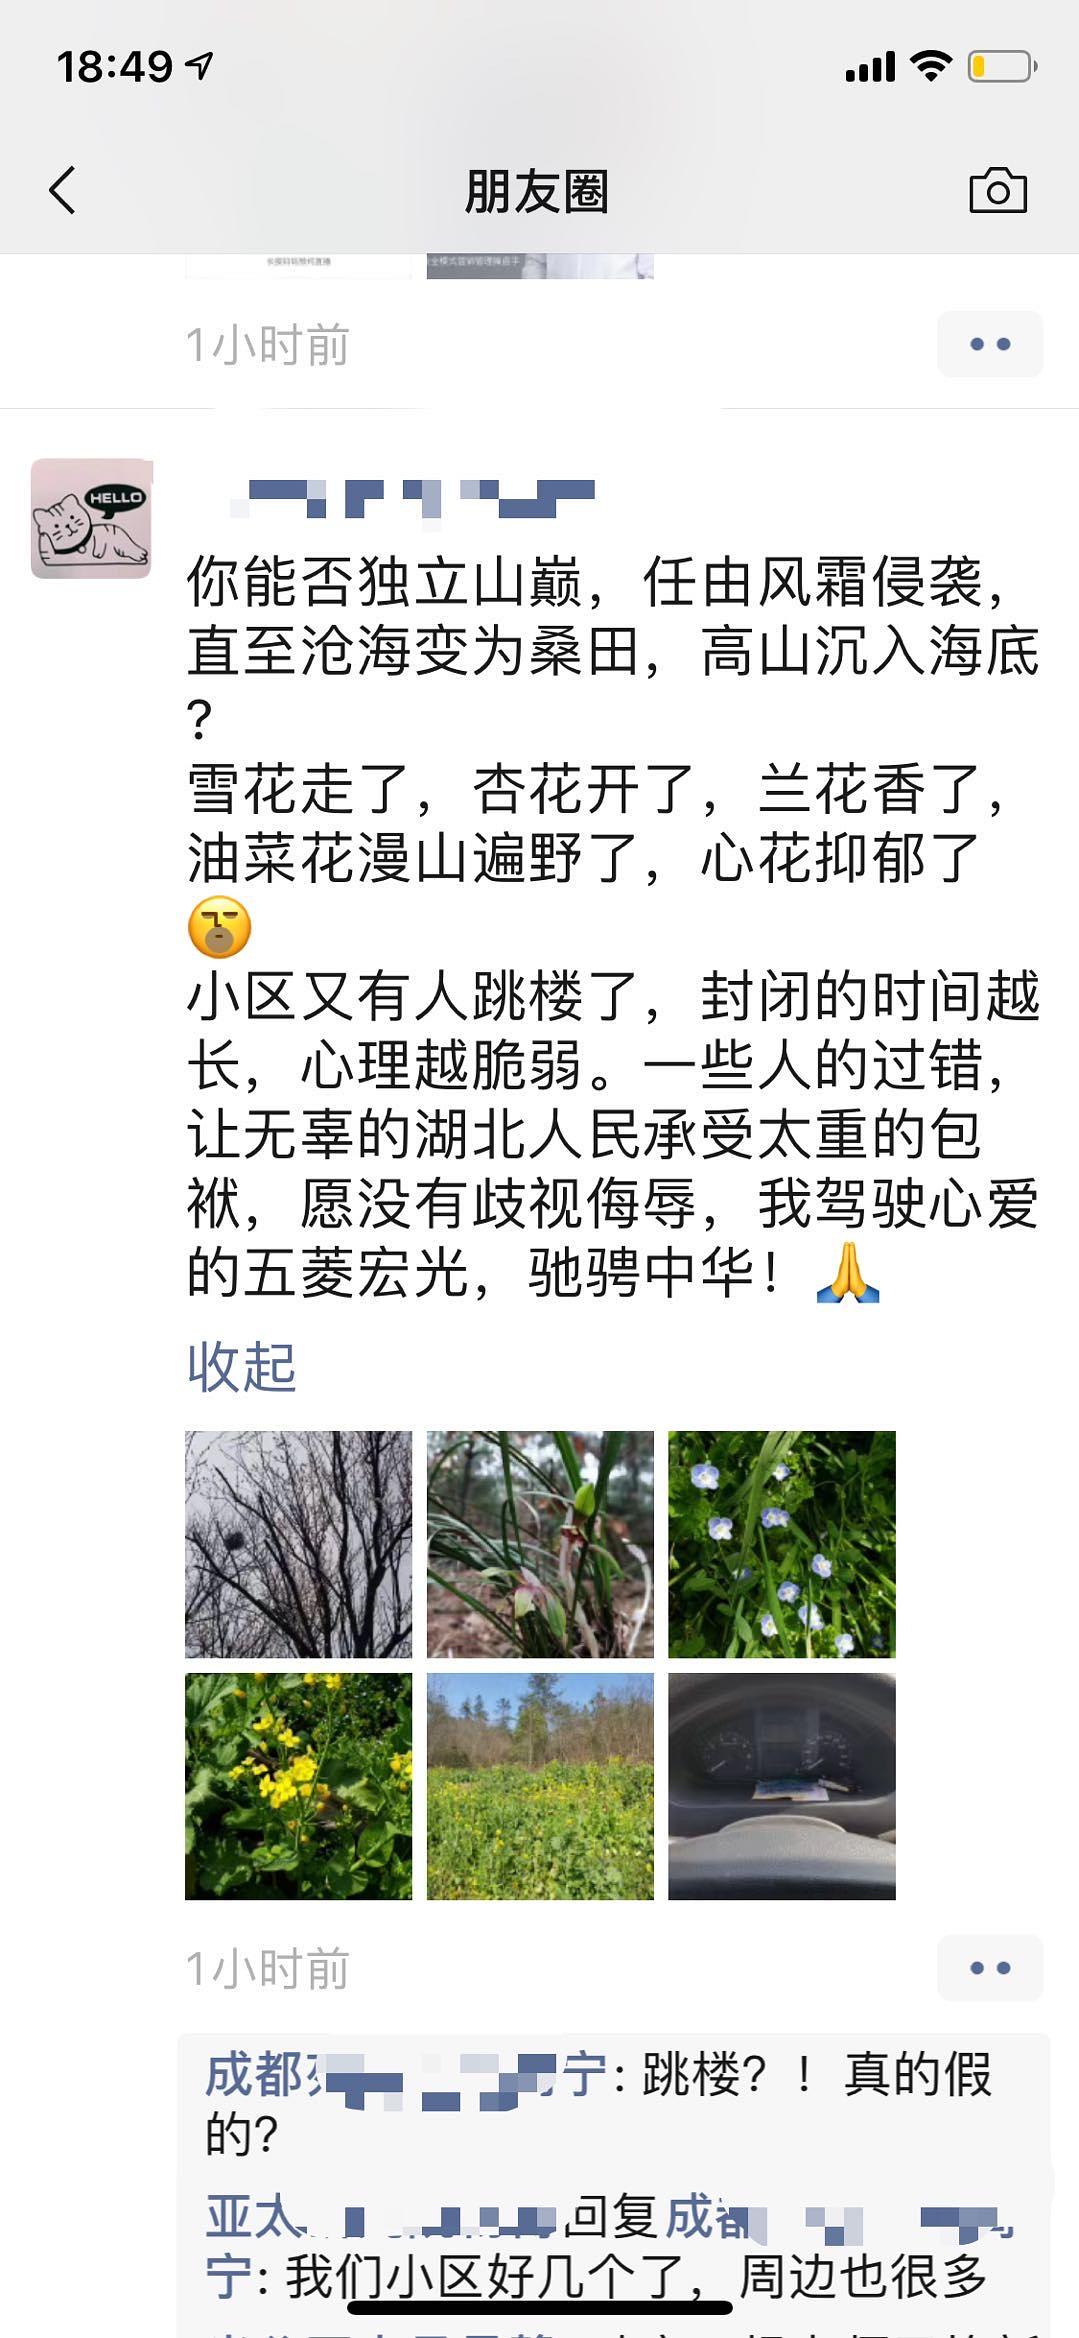 18:49
朋友圈
1小时前
HELLO
你能否独立山巅，任由风霜侵袭，
直至沧海变为桑田，高山沉入海底
？
雪花走了，杏花开了，兰花香了，
油菜花漫山遍野了，心花抑郁了
小区又有人跳楼了，封闭的时间越
长，心理越脆弱。一些人的过错，
让无辜的湖北人民承受太重的包
袱，愿没有歧视侮辱，我驾驶心爱
的五菱宏光，驰骋中华！🙏
收起
1小时前
成都 宁: 跳楼？！真的假
的?
亚太 回复成都
宁: 我们小区好几个了，周边也很多